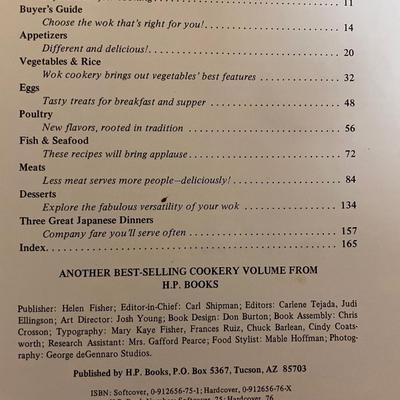 11
Buyer's Guide
Choose the wok that's right for you! 14
Appetizers
Different and delicious! 20
Vegetables & Rice
Wok cookery brings out vegetables' best features 32
Eggs
Tasty treats for breakfast and supper 48
Poultry
New flavors, rooted in tradition 56
Fish & Seafood
These recipes will bring applause 72
Meats
Less meat serves more people—deliciously! 84
Desserts
Explore the fabulous versatility of your wok 134
Three Great Japanese Dinners
Company fare you'll serve often 157
Index 165
ANOTHER BEST-SELLING COOKERY VOLUME FROM
H.P. BOOKS
Publisher: Helen Fisher; Editor-in-Chief: Carl Shipman; Editors: Carlene Tejada, Judi
Ellingson; Art Director: Josh Young; Book Design: Don Burton; Book Assembly: Chris
Crosson; Typography: Mary Kaye Fisher, Frances Ruiz, Chuck Barlean, Cindy Coats-
worth; Research Assistant: Mrs. Gafford Pearce; Food Stylist: Mable Hoffman; Photog-
raphy: George deGennaro Studios.
Published by H.P. Books, P.O. Box 5367, Tucson, AZ 85703
ISBN: Softcover, 0-912656-75-1; Hardcover, 0-912656-76-X